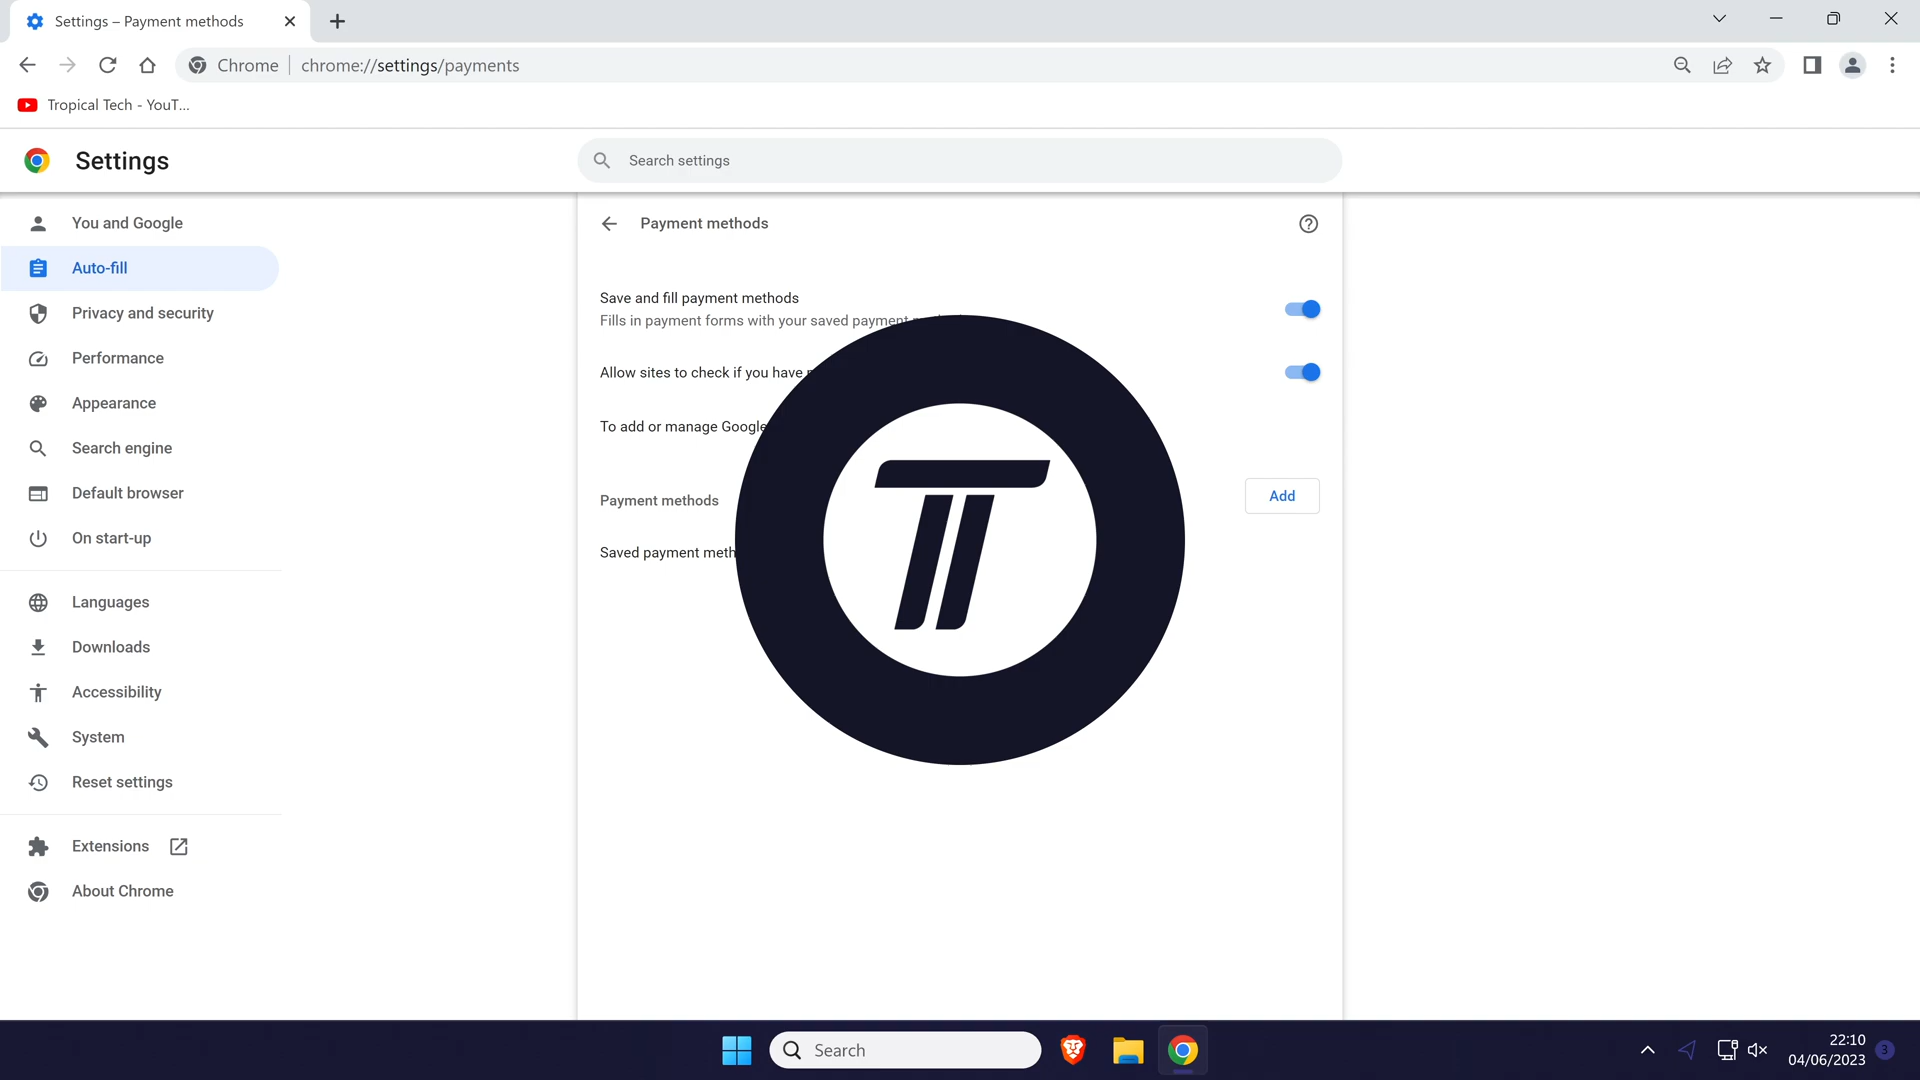 Settings – Payment methods
Chrome
chrome://settings/payments
Tropical Tech - YouT...
Settings
Search settings
You and Google
Auto-fill
Privacy and security
Performance
Appearance
Search engine
Default browser
On start-up
Languages
Downloads
Accessibility
System
Reset settings
Extensions
About Chrome
Payment methods
Save and fill payment methods
Fills in payment forms with your saved payment
Allow sites to check if you have
To add or manage Google
Payment methods
Add
Saved payment meth
Search
22:10
04/06/2023
3